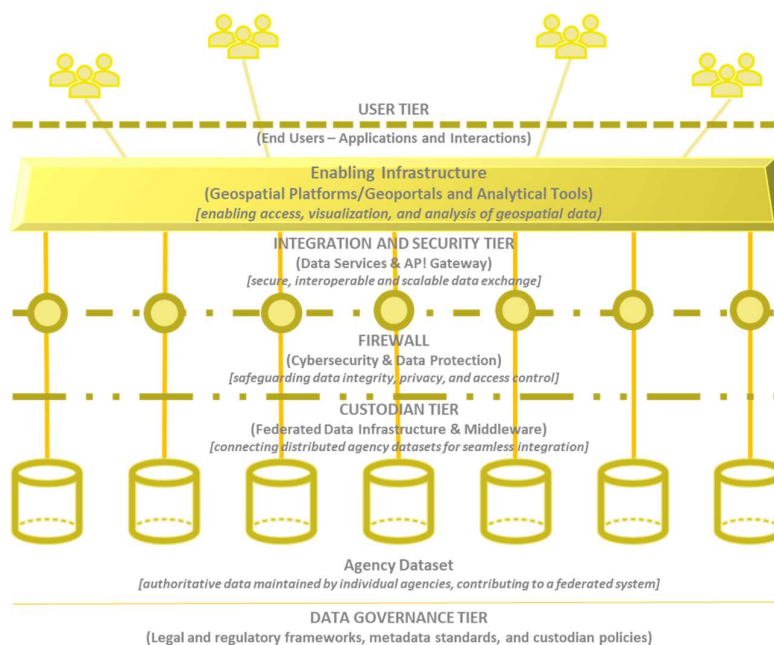 USER TIER
(End Users – Applications and Interactions)
Enabling Infrastructure
(Geospatial Platforms/Geoportals and Analytical Tools)
[enabling access, visualization, and analysis of geospatial data)
INTEGRATION AND SECURITY TIER
(Data Services & AP! Gateway)
[secure, interoperable and scalable data exchange]
FIREWALL
(Cybersecurity & Data Protection)
[safeguarding data integrity, privacy, and access control]
CUSTODIAN TIER
(Federated Data Infrastructure & Middleware)
[connecting distributed agency datasets for seamless integration]
Agency Dataset
[authoritative data maintained by individual agencies, contributing to a federated system]
DATA GOVERNANCE TIER
(Legal and regulatory frameworks, metadata standards, and custodian policies)